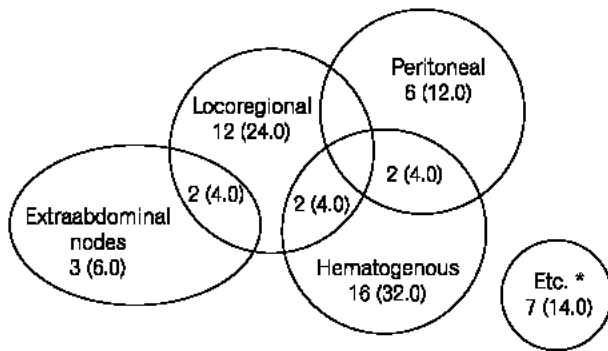 Peritoneal
6 (12.0)
Locoregional
12 (24.0)
2 (4.0)
2 (4.0)
2 (4.0)
Extraabdominal
nodes
3 (6.0)
Hematogenous
16 (32.0)
Etc. *
7 (14.0)